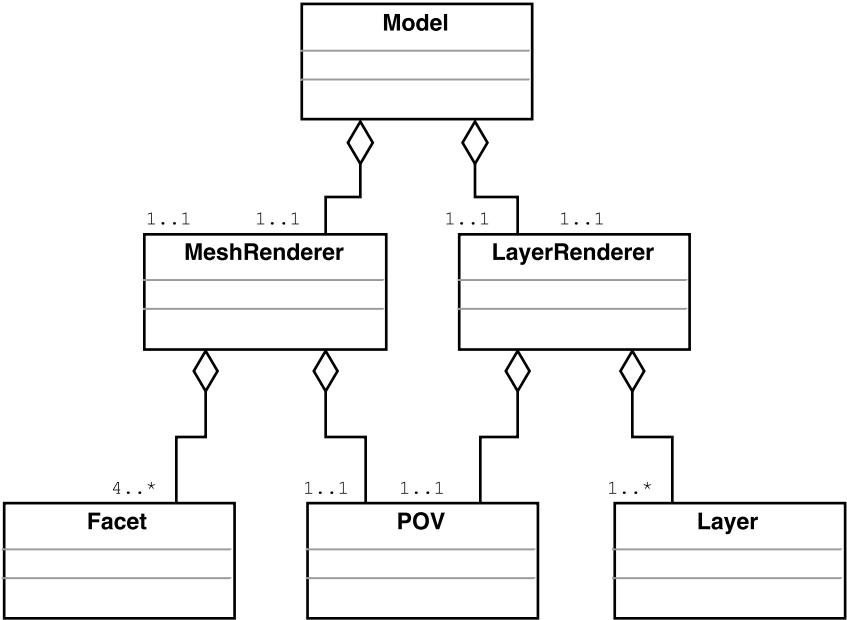 Model
1..1 1..1 1..1 1..1
MeshRenderer LayerRenderer
4..* 1..1 1..1 1..*
Facet POV Layer